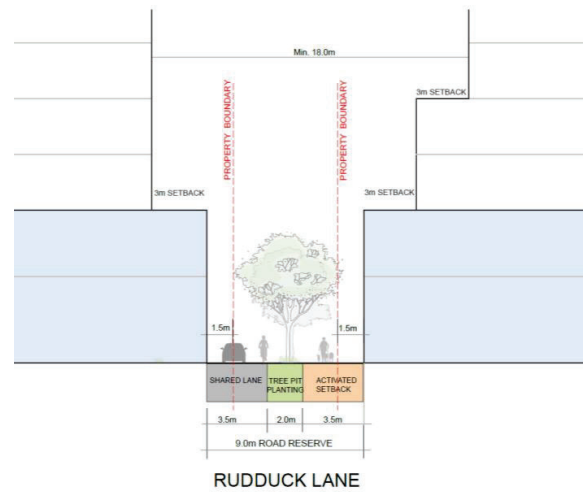 Min. 18.0m
PROPERTY BOUNDARY
PROPERTY BOUNDARY
3m SETBACK
3m SETBACK
3m SETBACK
1.5m
1.5m
SHARED LANE
TREE PIT
PLANTING
ACTIVATED
SETBACK
3.5m
2.0m
3.5m
9.0m ROAD RESERVE
RUDDUCK LANE